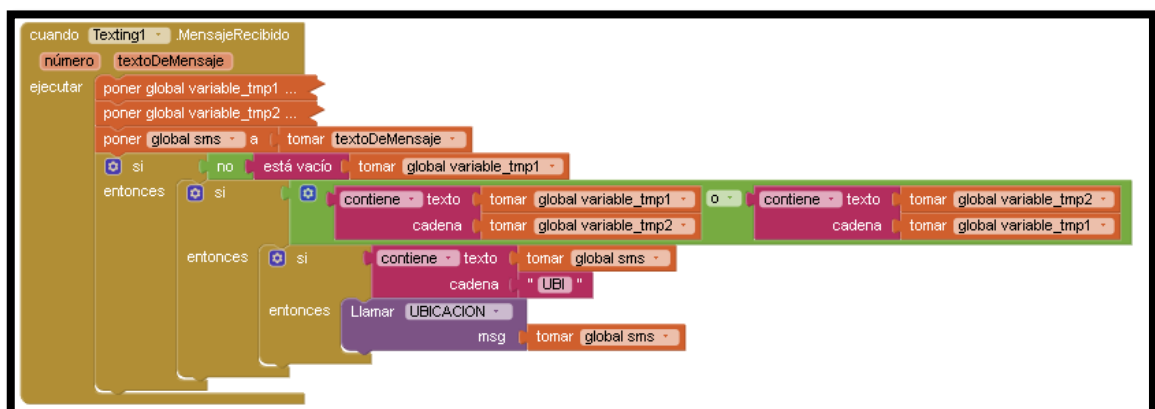 cuando Texting1 .MensajeRecibido
número textoDeMensaje
ejecutar poner global variable_tmp1 ...
poner global variable_tmp2 ...
poner global sms a tomar textoDeMensaje
si no está vacío tomar global variable_tmp1
entonces si contiene texto tomar global variable_tmp1 o contiene texto tomar global variable_tmp2
cadena tomar global variable_tmp2 cadena tomar global variable_tmp1
entonces si contiene texto tomar global sms
cadena " UBI "
entonces Llamar UBICACION
msg tomar global sms